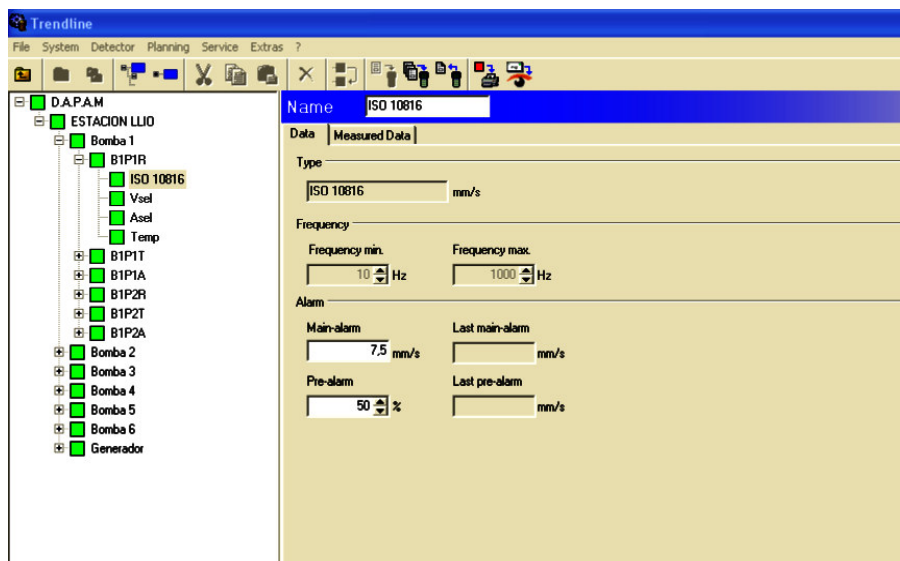 Trendline
File System Detector Planning Service Extras ?
D.A.P.A.M
ESTACION LLIO
Bomba 1
B1P1R
ISO 10816
Vsel
Asel
Temp
B1P1T
B1P1A
B1P2R
B1P2T
B1P2A
Bomba 2
Bomba 3
Bomba 4
Bomba 5
Bomba 6
Generador
Name ISO 10816
Data Measured Data
Type
ISO 10816 mm/s
Frequency
Frequency min. Frequency max.
10 Hz 1000 Hz
Alarm
Main-alarm Last main-alarm
7,5 mm/s mm/s
Pre-alarm Last pre-alarm
50 % mm/s